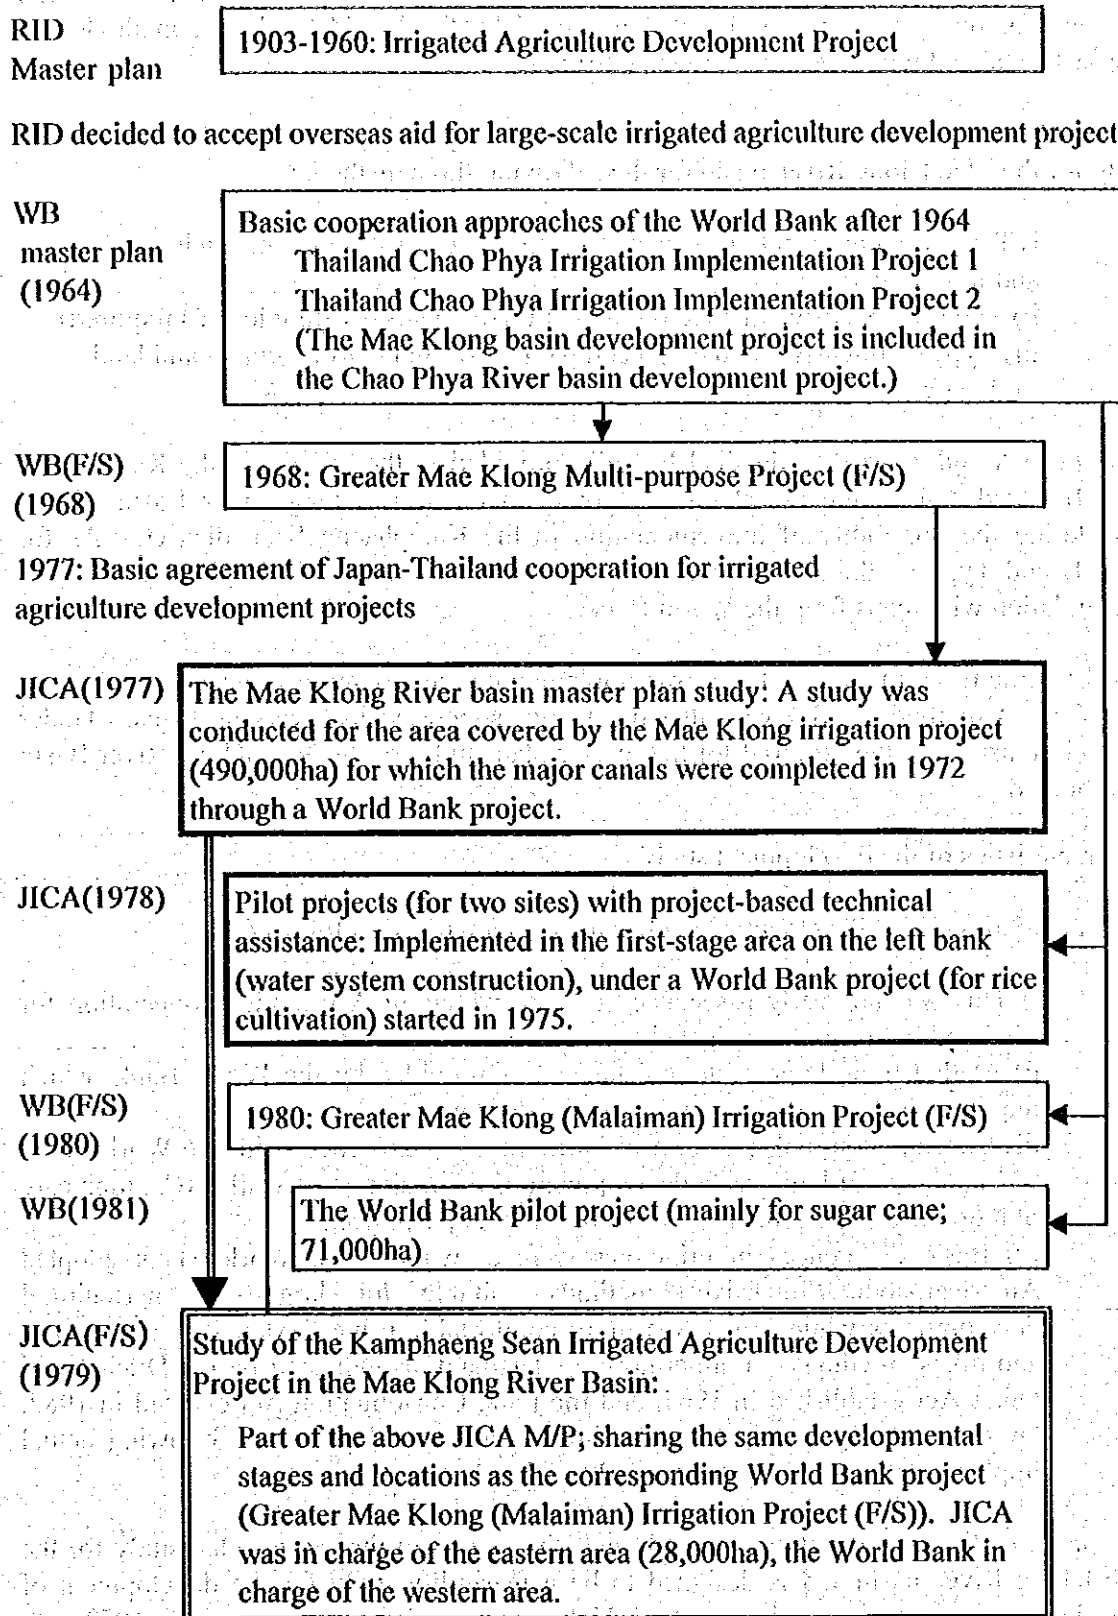 RID
Master plan
1903-1960: Irrigated Agriculture Development Project
RID decided to accept overseas aid for large-scale irrigated agriculture development project
WB
master plan
(1964)
Basic cooperation approaches of the World Bank after 1964
Thailand Chao Phya Irrigation Implementation Project 1
Thailand Chao Phya Irrigation Implementation Project 2
(The Mae Klong basin development project is included in
the Chao Phya River basin development project.)
WB(F/S)
(1968)
1968: Greater Mae Klong Multi-purpose Project (F/S)
1977: Basic agreement of Japan-Thailand cooperation for irrigated
agriculture development projects
JICA(1977)
The Mae Klong River basin master plan study: A study was
conducted for the area covered by the Mae Klong irrigation project
(490,000ha) for which the major canals were completed in 1972
through a World Bank project.
JICA(1978)
Pilot projects (for two sites) with project-based technical
assistance: Implemented in the first-stage area on the left bank
(water system construction), under a World Bank project (for rice
cultivation) started in 1975.
WB(F/S)
(1980)
1980: Greater Mae Klong (Malaiman) Irrigation Project (F/S)
WB(1981)
The World Bank pilot project (mainly for sugar cane;
71,000ha)
JICA(F/S)
(1979)
Study of the Kamphaeng Sean Irrigated Agriculture Development
Project in the Mae Klong River Basin:
Part of the above JICA M/P; sharing the same developmental
stages and locations as the corresponding World Bank project
(Greater Mae Klong (Malaiman) Irrigation Project (F/S)). JICA
was in charge of the eastern area (28,000ha), the World Bank in
charge of the western area.